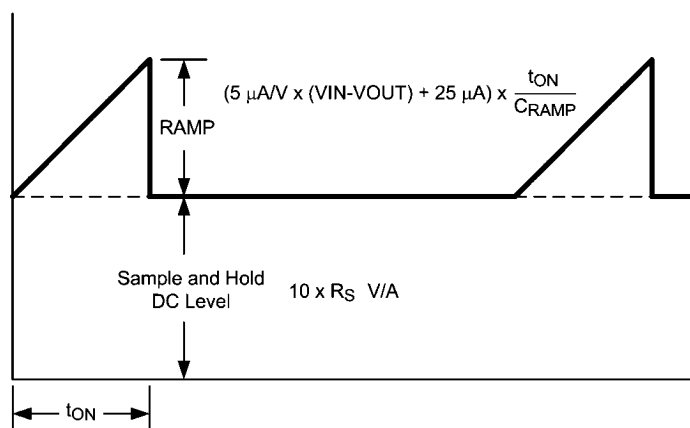 (5 µA/V x (VIN-VOUT) + 25 µA) x tON
CRAMP
RAMP
Sample and Hold
DC Level
10 x RS V/A
tON